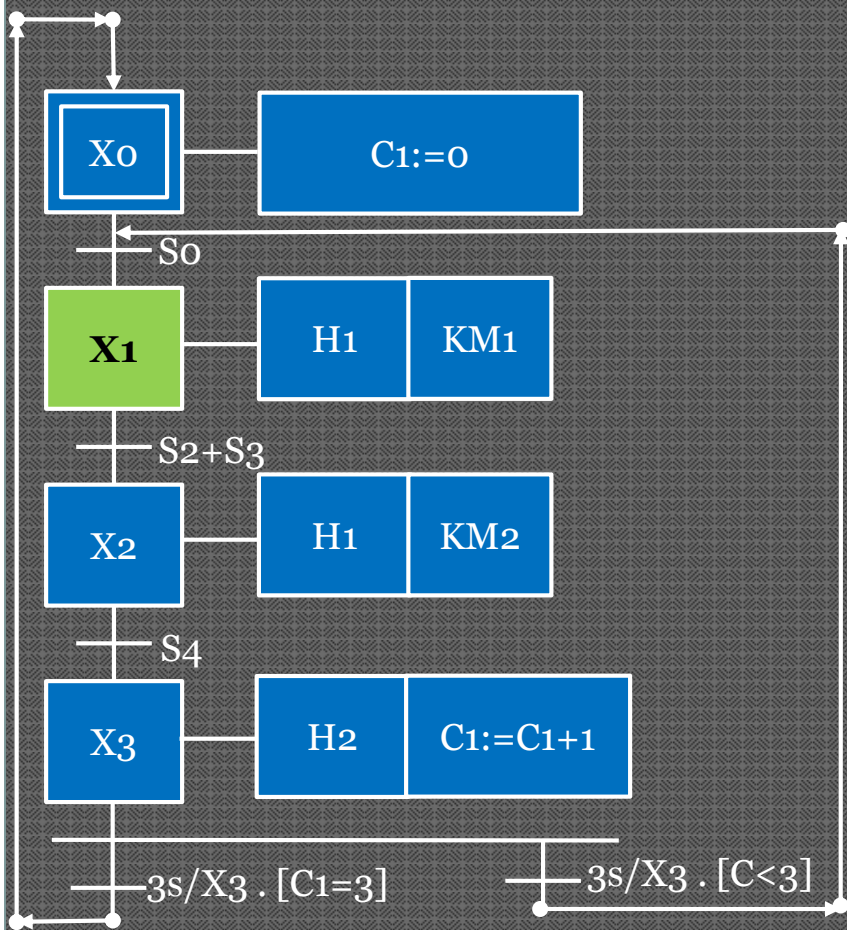 X0
C1:=0
S0
X1
H1
KM1
S2+S3
X2
H1
KM2
S4
X3
H2
C1:=C1+1
3s/X3 . [C1=3]
3s/X3 . [C<3]